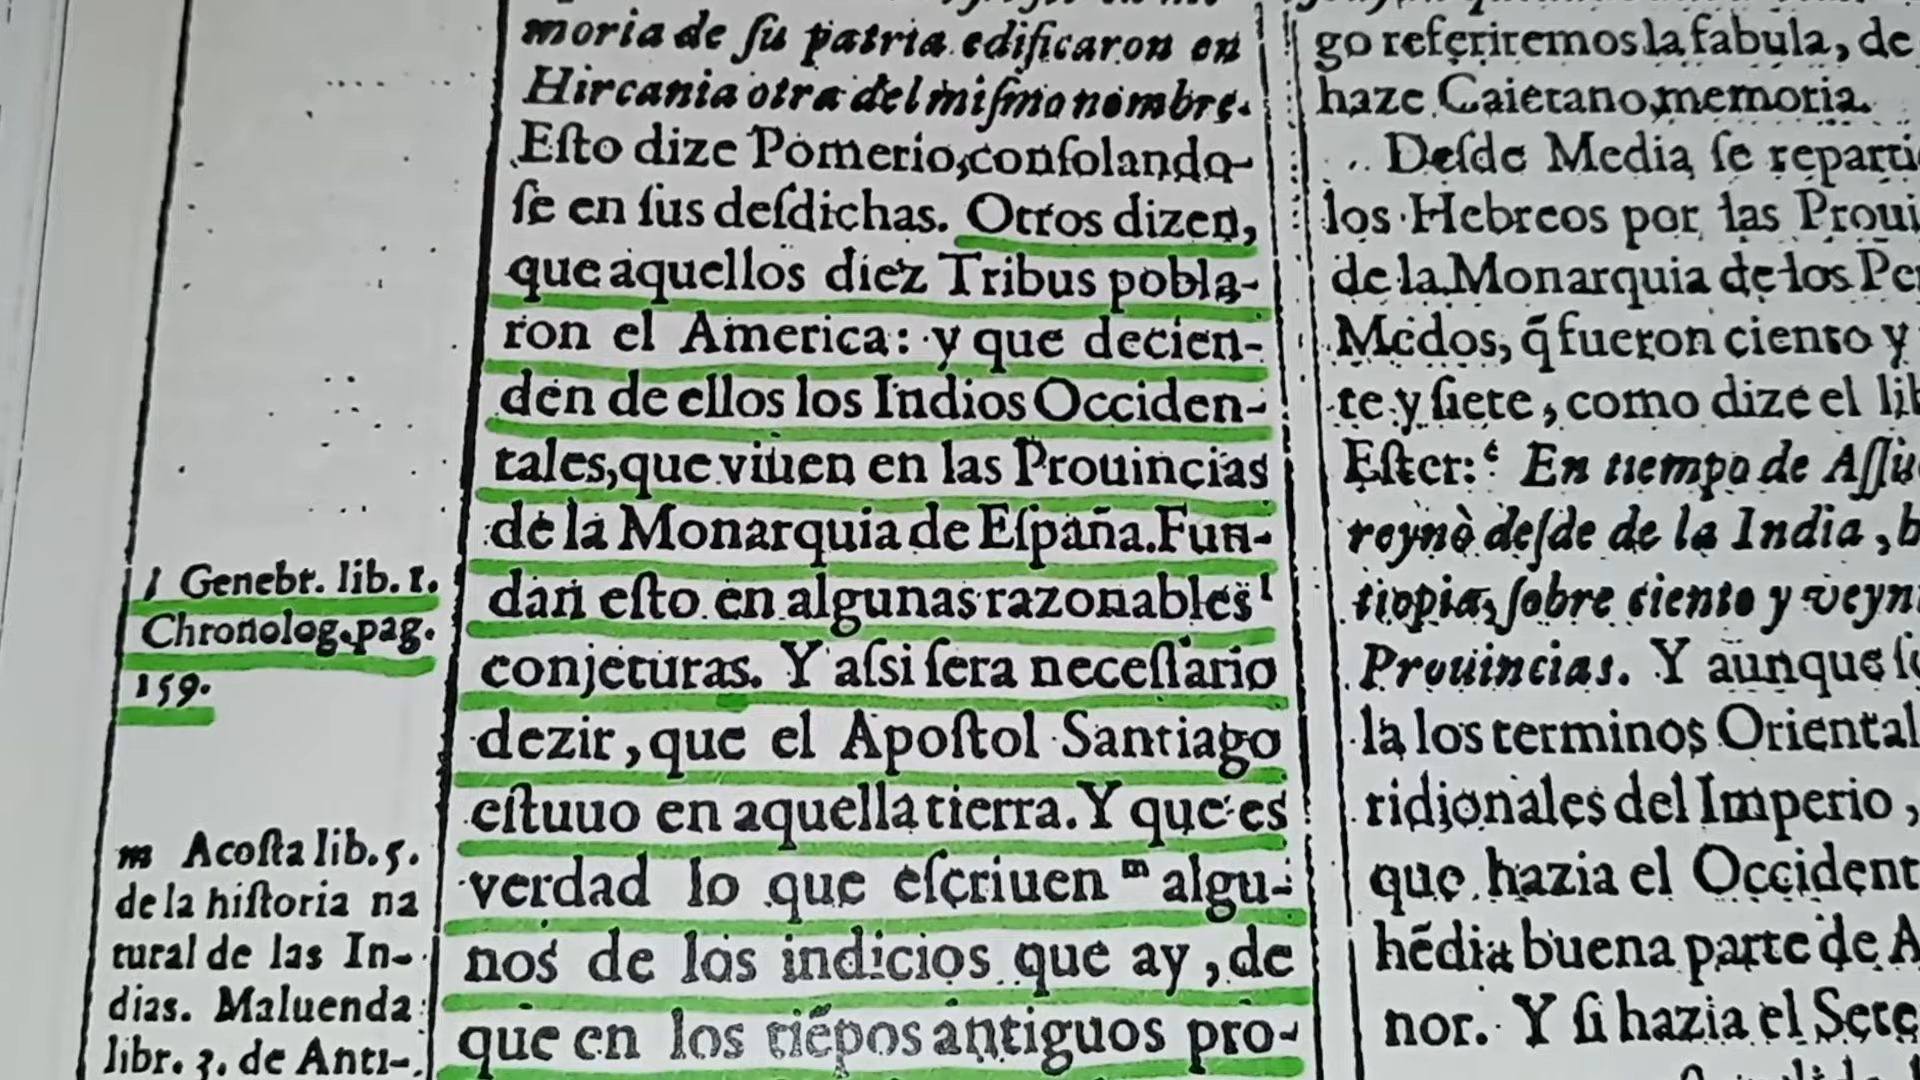 moria de ſu patria edificaron en
Hircania otra del miſmo nombre.
Eſto dize Pomerio, conſolando-
ſe en ſus deſdichas. Otros dizen,
que aquellos diez Tribus pobla-
ron el America: y que decien-
den de ellos los Indios Occiden-
tales, que viuen en las Prouincias
de la Monarquia de Eſpaña. Fun-
dan eſto en algunas razonables l
conjeturas. Y aſsi ſera neceſſario
dezir, que el Apoſtol Santiago
eſtuuo en aquella tierra. Y que es
verdad lo que eſcriuen m algu-
nos de los indicios que ay, de
que en los tiẽpos antiguos pro-
l Genebr. lib. 1.
Chronolog. pag.
159.
m Acoſta lib. 5.
de la hiſtoria na
tural de las In-
dias. Maluenda
libr. 3. de Anti-
go referiremos la fabula, de
haze Caietano memoria.
Deſde Media ſe reparti
los Hebreos por las Proui
de la Monarquia de los Pe
Medos, q̃ fueron ciento y
te y ſiete, como dize el lib
Eſter: e En tiempo de Aſſu
reynò deſde de la India, b
tiopia, ſobre ciento y veyn
Prouincias. Y aunque
la los terminos Oriental
ridionales del Imperio,
que hazia el Occident
hẽdia buena parte de A
nor. Y ſi hazia el Sete